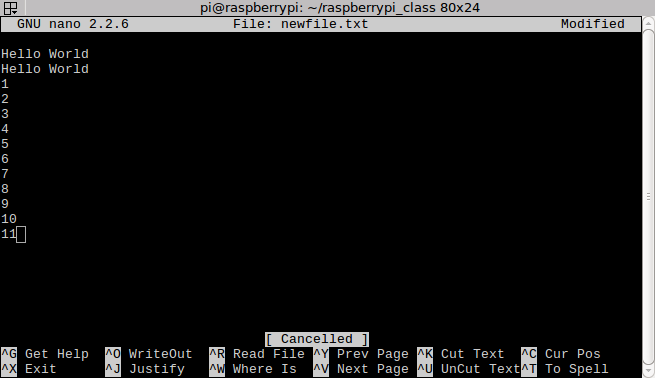 pi@raspberrypi: ~/raspberrypi_class 80x24
GNU nano 2.2.6 File: newfile.txt Modified
Hello World
Hello World
1
2
3
4
5
6
7
8
9
10
11
[ Cancelled ]
^G Get Help ^O WriteOut ^R Read File ^Y Prev Page ^K Cut Text ^C Cur Pos
^X Exit ^J Justify ^W Where Is ^V Next Page ^U UnCut Text ^T To Spell